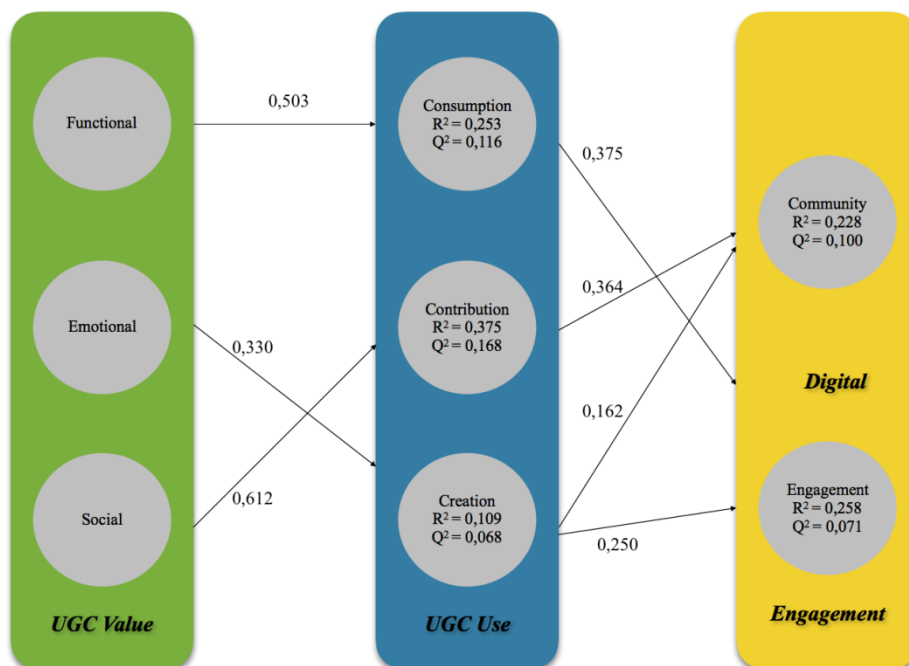 Functional
0,503
Consumption
R² = 0,253
Q² = 0,116
0,375
Community
R² = 0,228
Q² = 0,100
Emotional
0,330
Contribution
R² = 0,375
Q² = 0,168
0,364
Digital
0,162
Social
0,612
Creation
R² = 0,109
Q² = 0,068
0,250
Engagement
R² = 0,258
Q² = 0,071
UGC Value
UGC Use
Engagement